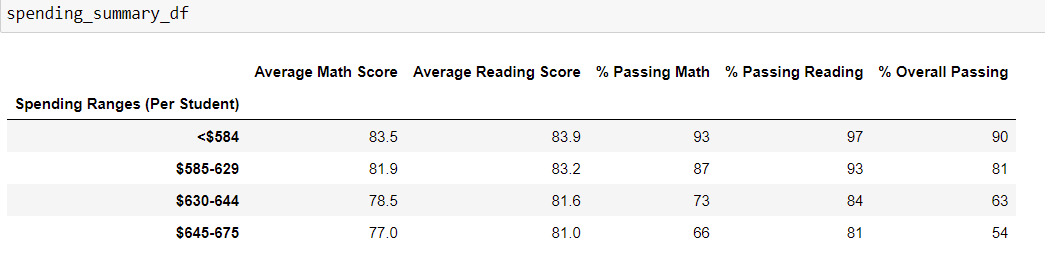 spending_summary_df
Average Math Score Average Reading Score % Passing Math % Passing Reading % Overall Passing
Spending Ranges (Per Student)
<$584 83.5 83.9 93 97 90
$585-629 81.9 83.2 87 93 81
$630-644 78.5 81.6 73 84 63
$645-675 77.0 81.0 66 81 54